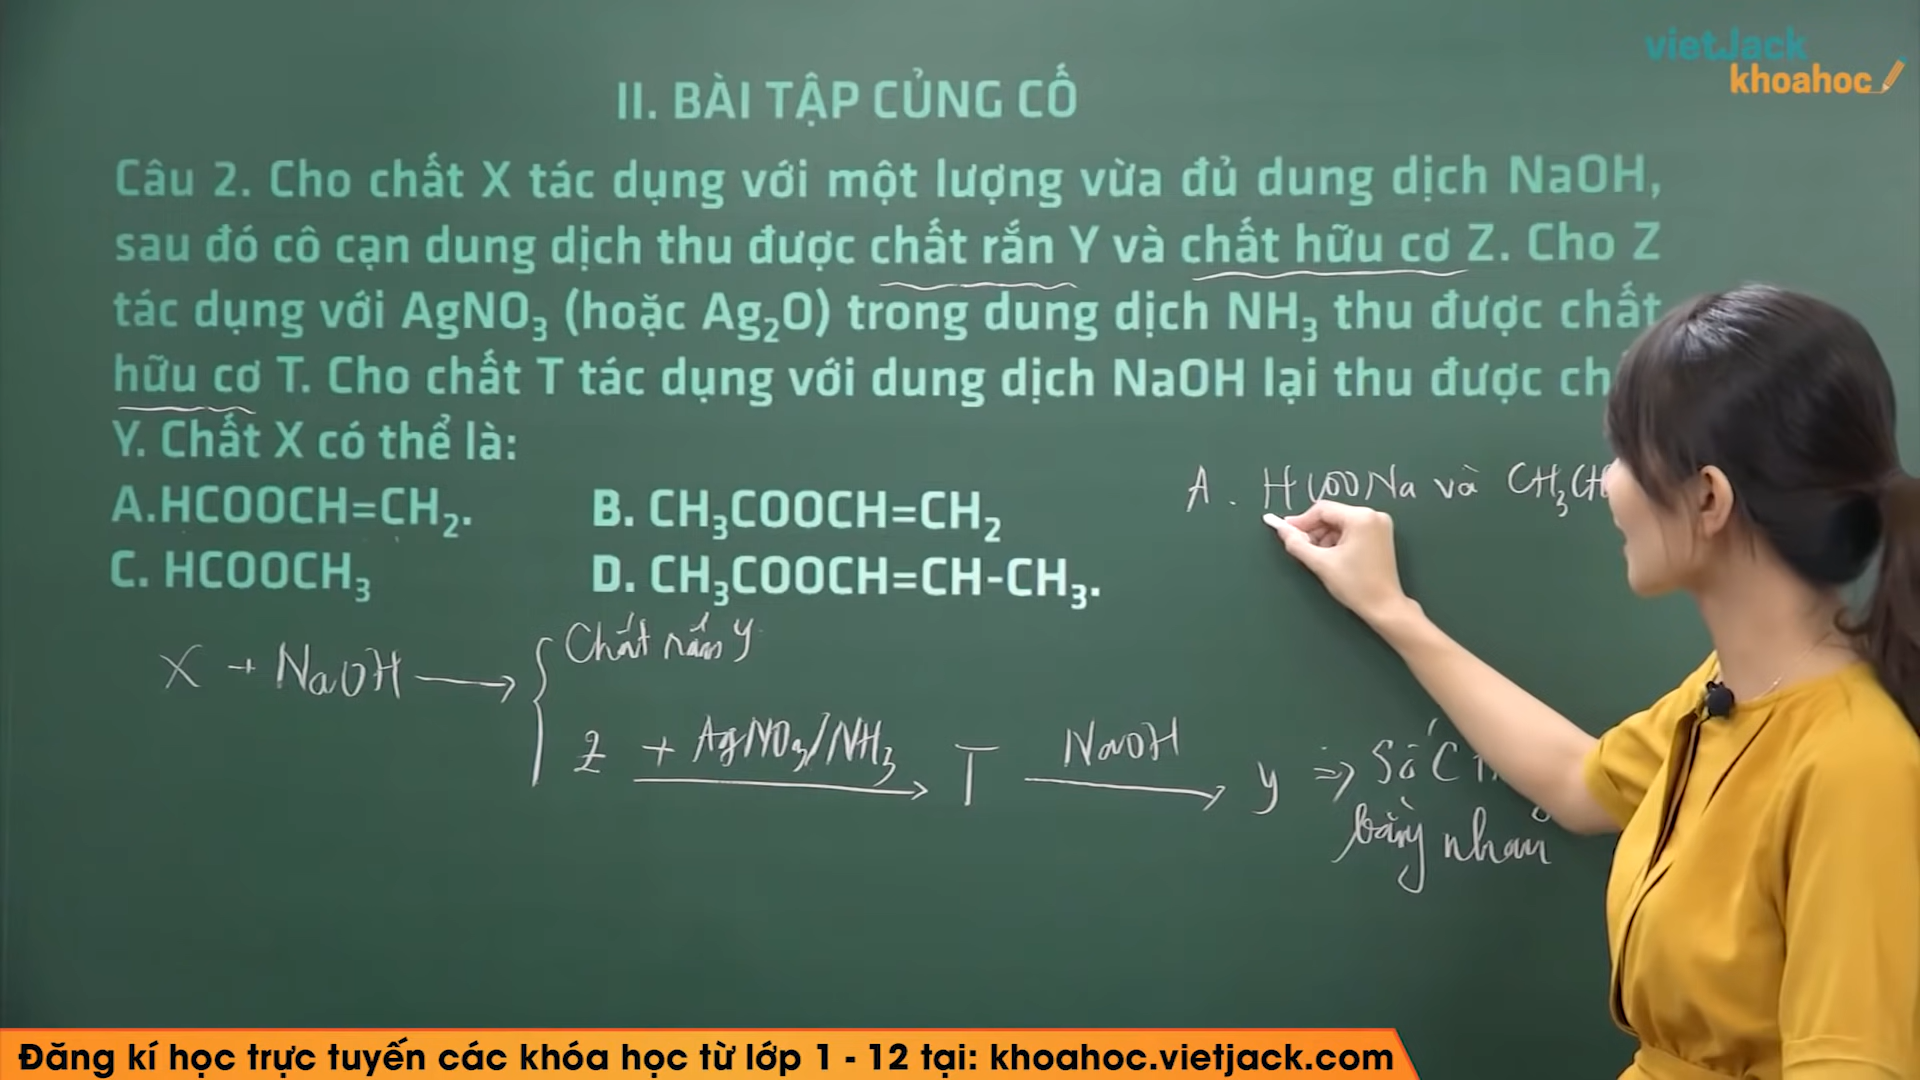 vietJack
khoahoc
II. BÀI TẬP CỦNG CỐ
Câu 2. Cho chất X tác dụng với một lượng vừa đủ dung dịch NaOH,
sau đó cô cạn dung dịch thu được chất rắn Y và chất hữu cơ Z. Cho Z
tác dụng với AgNO₃ (hoặc Ag₂O) trong dung dịch NH₃ thu được chất
hữu cơ T. Cho chất T tác dụng với dung dịch NaOH lại thu được
Y. Chất X có thể là:
A.HCOOCH=CH₂.
B. CH₃COOCH=CH₂
C. HCOOCH₃
D. CH₃COOCH=CH-CH₃.
A. HCOONa và CH₃CH
X + NaOH → { Chất rắn Y
Z + AgNO₃/NH₃ → T NaOH → Y ⇒ Số C
bằng nhau
Đăng kí học trực tuyến các khóa học từ lớp 1 - 12 tại: khoahoc.vietjack.com